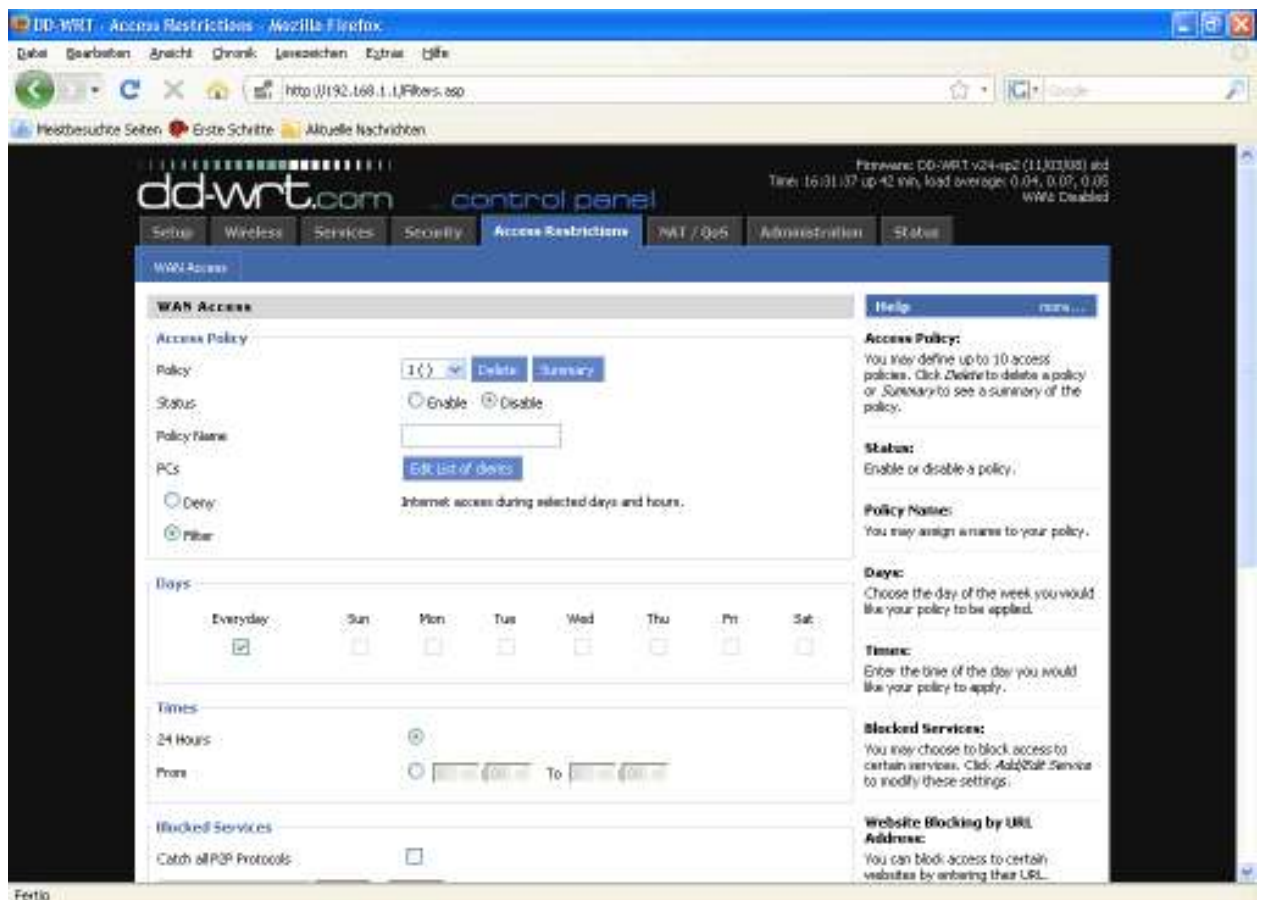 DD-WRT - Access Restrictions - Mozilla Firefox
Datei Bearbeiten Ansicht Chronik Lesezeichen Extras Hilfe
http://192.168.1.1/Filters.asp
Google
Meistbesuchte Seiten Erste Schritte Aktuelle Nachrichten
dd-wrt.com ... control panel
Firmware: DD-WRT v24-sp2 (11/03/08) std
Time: 16:31:37 up 42 min, load average: 0.04, 0.07, 0.05
WAN: Disabled
Setup Wireless Services Security Access Restrictions NAT / QoS Administration Status
WAN Access
WAN Access
Access Policy
Policy 1 () Delete Summary
Status Enable Disable
Policy Name
PCs Edit List of clients
Deny Internet access during selected days and hours.
Filter
Days
Everyday Sun Mon Tue Wed Thu Fri Sat
Times
24 Hours
From To
Blocked Services
Catch all P2P Protocols
Help more...
Access Policy:
You may define up to 10 access
policies. Click Delete to delete a policy
or Summary to see a summary of the
policy.
Status:
Enable or disable a policy.
Policy Name:
You may assign a name to your policy.
Days:
Choose the day of the week you would
like your policy to be applied.
Times:
Enter the time of the day you would
like your policy to apply.
Blocked Services:
You may choose to block access to
certain services. Click Add/Edit Service
to modify these settings.
Website Blocking by URL
Address:
You can block access to certain
websites by entering their URL.
Fertig